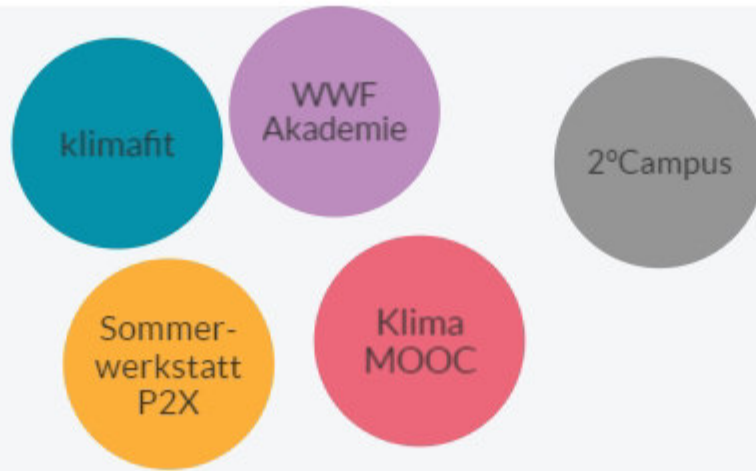 klimafit
WWF
Akademie
2°Campus
Sommer-
werkstatt
P2X
Klima
MOOC